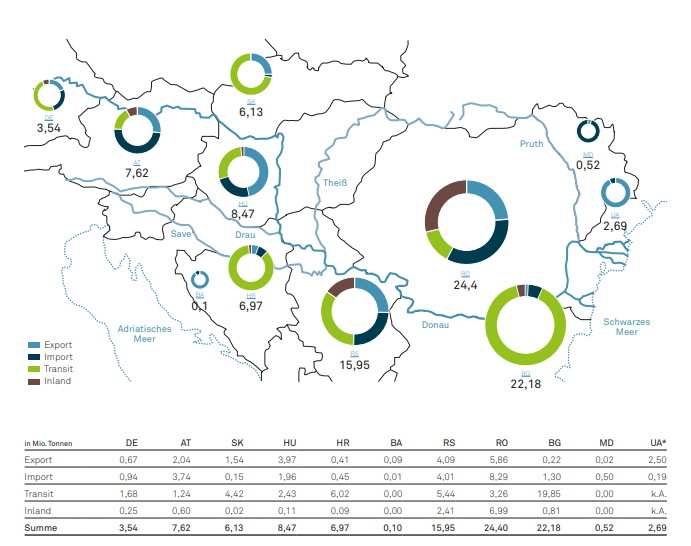 SK
6,13
DE
3,54
AT
7,62
MD
0,52
Pruth
Theiß
HU
8,47
UA
2,69
Save
Drau
RO
24,4
BA
0,1
HR
6,97
Adriatisches
Meer
Donau
Schwarzes
Meer
RS
15,95
BG
22,18
Export
Import
Transit
Inland
in Mio. Tonnen DE AT SK HU HR BA RS RO BG MD UA*
Export 0,67 2,04 1,54 3,97 0,41 0,09 4,09 5,86 0,22 0,02 2,50
Import 0,94 3,74 0,15 1,96 0,45 0,01 4,01 8,29 1,30 0,50 0,19
Transit 1,68 1,24 4,42 2,43 6,02 0,00 5,44 3,26 19,85 0,00 k.A.
Inland 0,25 0,60 0,02 0,11 0,09 0,00 2,41 6,99 0,81 0,00 k.A.
Summe 3,54 7,62 6,13 8,47 6,97 0,10 15,95 24,40 22,18 0,52 2,69